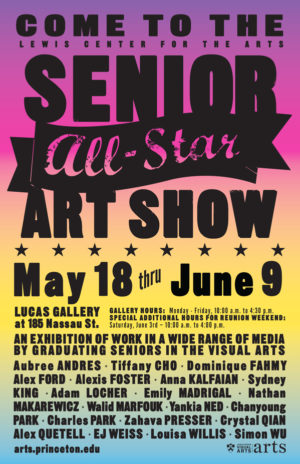 COME TO THE
LEWIS CENTER FOR THE ARTS
SENIOR
All-Star
ART SHOW
May 18 thru June 9
LUCAS GALLERY
at 185 Nassau St.
GALLERY HOURS: Monday - Friday, 10:00 a.m. to 4:30 p.m.
SPECIAL ADDITIONAL HOURS FOR REUNION WEEKEND:
Saturday, June 3rd – 10:00 a.m. to 4:00 p.m.
AN EXHIBITION OF WORK IN A WIDE RANGE OF MEDIA
BY GRADUATING SENIORS IN THE VISUAL ARTS
Aubree ANDRES · Tiffany CHO · Dominique FAHMY
Alex FORD · Alexis FOSTER · Anna KALFAIAN · Sydney
KING · Adam LOCHER · Emily MADRIGAL · Nathan
MAKAREWICZ · Walid MARFOUK · Yankia NED · Chanyoung
PARK · Charles PARK · Zahava PRESSER · Crystal QIAN
Alex QUETELL · EJ WEISS · Louisa WILLIS · Simon WU
arts.princeton.edu
arts